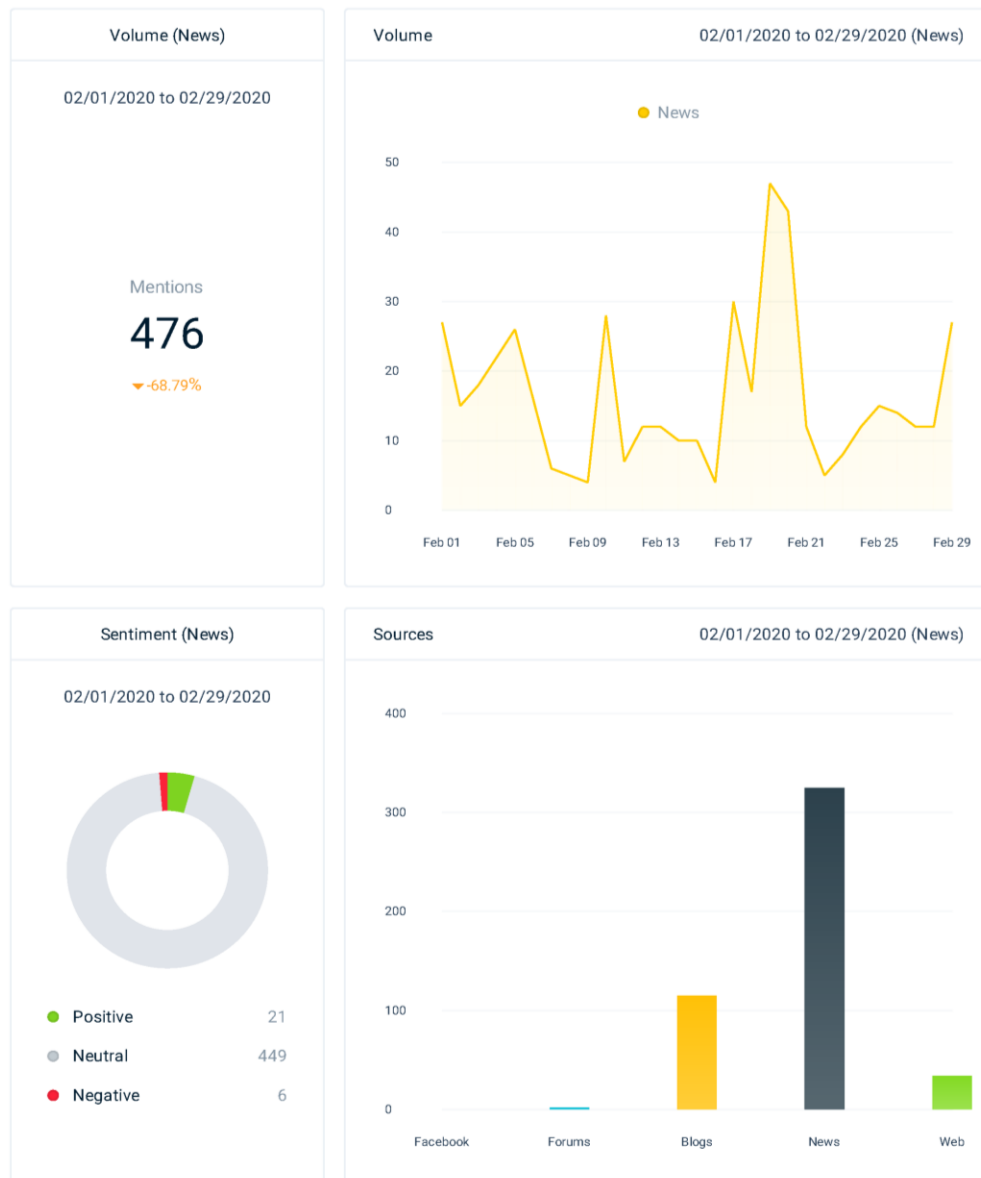 Volume (News)
02/01/2020 to 02/29/2020
Mentions
476
-68.79%
Volume
02/01/2020 to 02/29/2020 (News)
News
50
40
30
20
10
0
Feb 01
Feb 05
Feb 09
Feb 13
Feb 17
Feb 21
Feb 25
Feb 29
Sentiment (News)
02/01/2020 to 02/29/2020
Positive 21
Neutral 449
Negative 6
Sources
02/01/2020 to 02/29/2020 (News)
400
300
200
100
0
Facebook
Forums
Blogs
News
Web